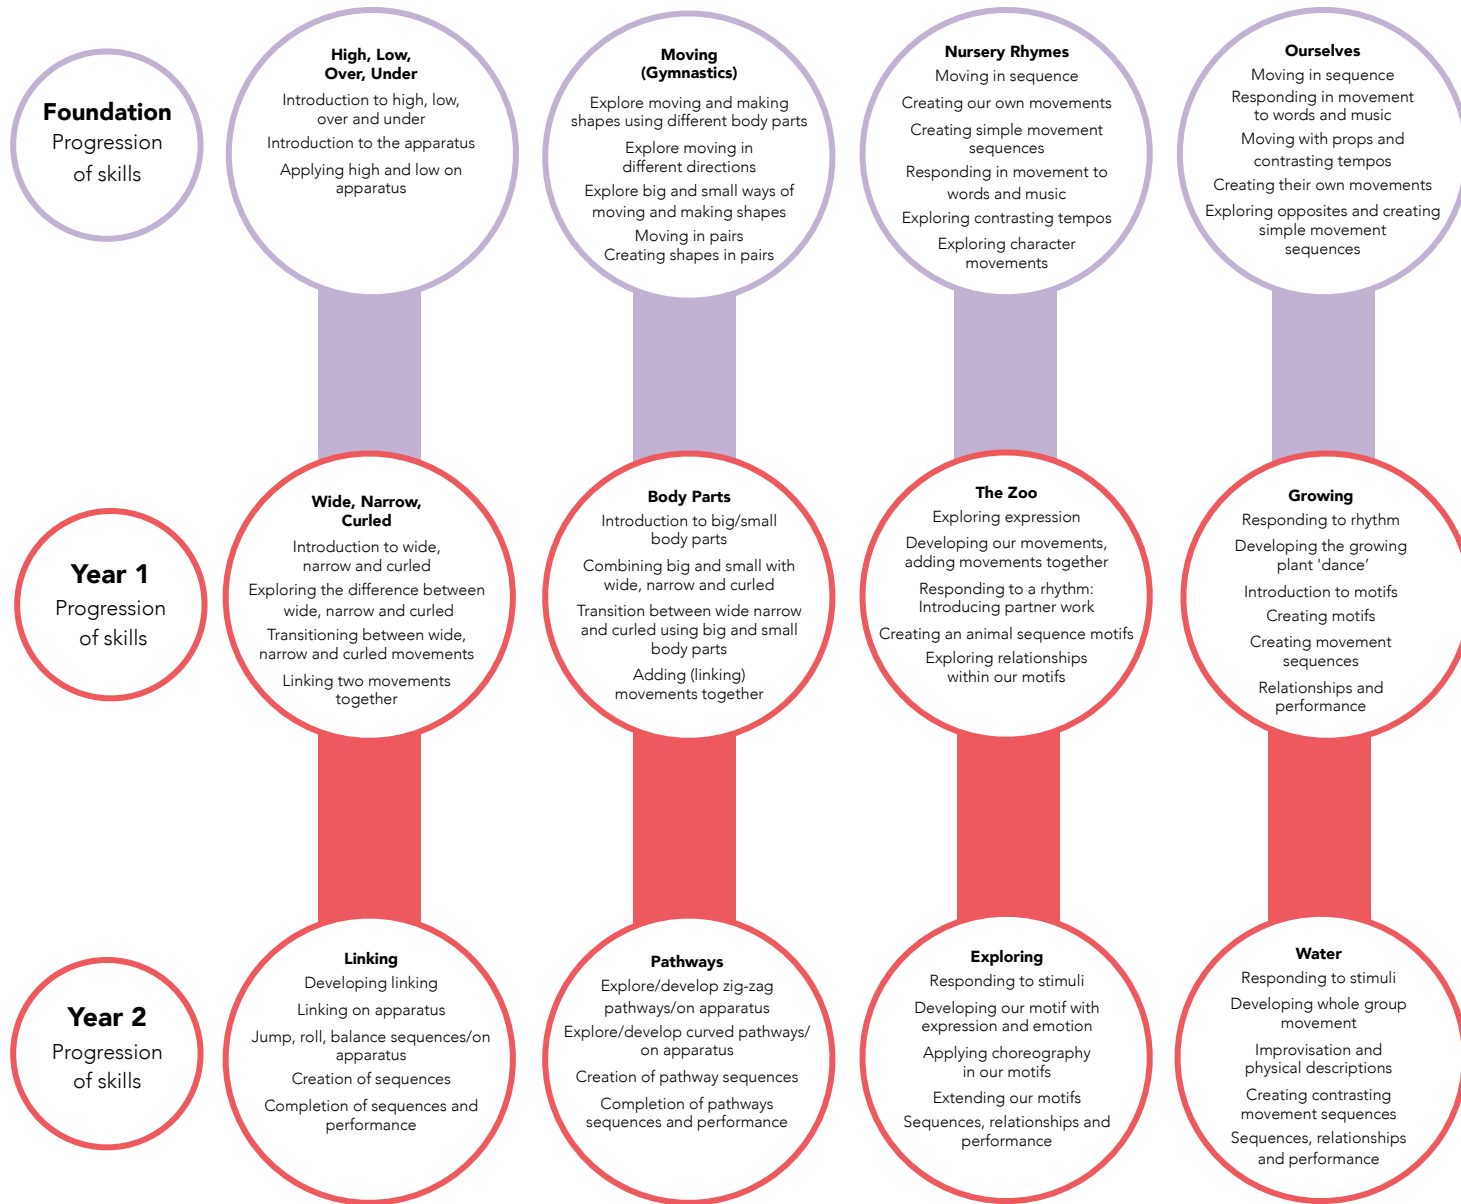 Foundation
Progression
of skills
High, Low,
Over, Under
Introduction to high, low,
over and under
Introduction to the apparatus
Applying high and low on
apparatus
Moving
(Gymnastics)
Explore moving and making
shapes using different body parts
Explore moving in
different directions
Explore big and small ways of
moving and making shapes
Moving in pairs
Creating shapes in pairs
Nursery Rhymes
Moving in sequence
Creating our own movements
Creating simple movement
sequences
Responding in movement to
words and music
Exploring contrasting tempos
Exploring character
movements
Ourselves
Moving in sequence
Responding in movement
to words and music
Moving with props and
contrasting tempos
Creating their own movements
Exploring opposites and creating
simple movement
sequences
Year 1
Progression
of skills
Wide, Narrow,
Curled
Introduction to wide,
narrow and curled
Exploring the difference between
wide, narrow and curled
Transitioning between wide,
narrow and curled movements
Linking two movements
together
Body Parts
Introduction to big/small
body parts
Combining big and small with
wide, narrow and curled
Transition between wide narrow
and curled using big and small
body parts
Adding (linking)
movements together
The Zoo
Exploring expression
Developing our movements,
adding movements together
Responding to a rhythm:
Introducing partner work
Creating an animal sequence motifs
Exploring relationships
within our motifs
Growing
Responding to rhythm
Developing the growing
plant 'dance’
Introduction to motifs
Creating motifs
Creating movement
sequences
Relationships and
performance
Year 2
Progression
of skills
Linking
Developing linking
Linking on apparatus
Jump, roll, balance sequences/on
apparatus
Creation of sequences
Completion of sequences and
performance
Pathways
Explore/develop zig-zag
pathways/on apparatus
Explore/develop curved pathways/
on apparatus
Creation of pathway sequences
Completion of pathways
sequences and performance
Exploring
Responding to stimuli
Developing our motif with
expression and emotion
Applying choreography
in our motifs
Extending our motifs
Sequences, relationships and
performance
Water
Responding to stimuli
Developing whole group
movement
Improvisation and
physical descriptions
Creating contrasting
movement sequences
Sequences, relationships
and performance